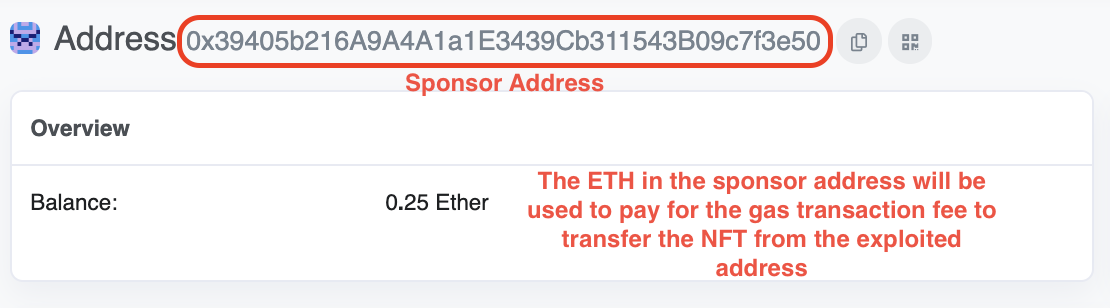 Address 0x39405b216A9A4A1a1E3439Cb311543B09c7f3e50
Sponsor Address
Overview
Balance: 0.25 Ether
The ETH in the sponsor address will be
used to pay for the gas transaction fee to
transfer the NFT from the exploited
address